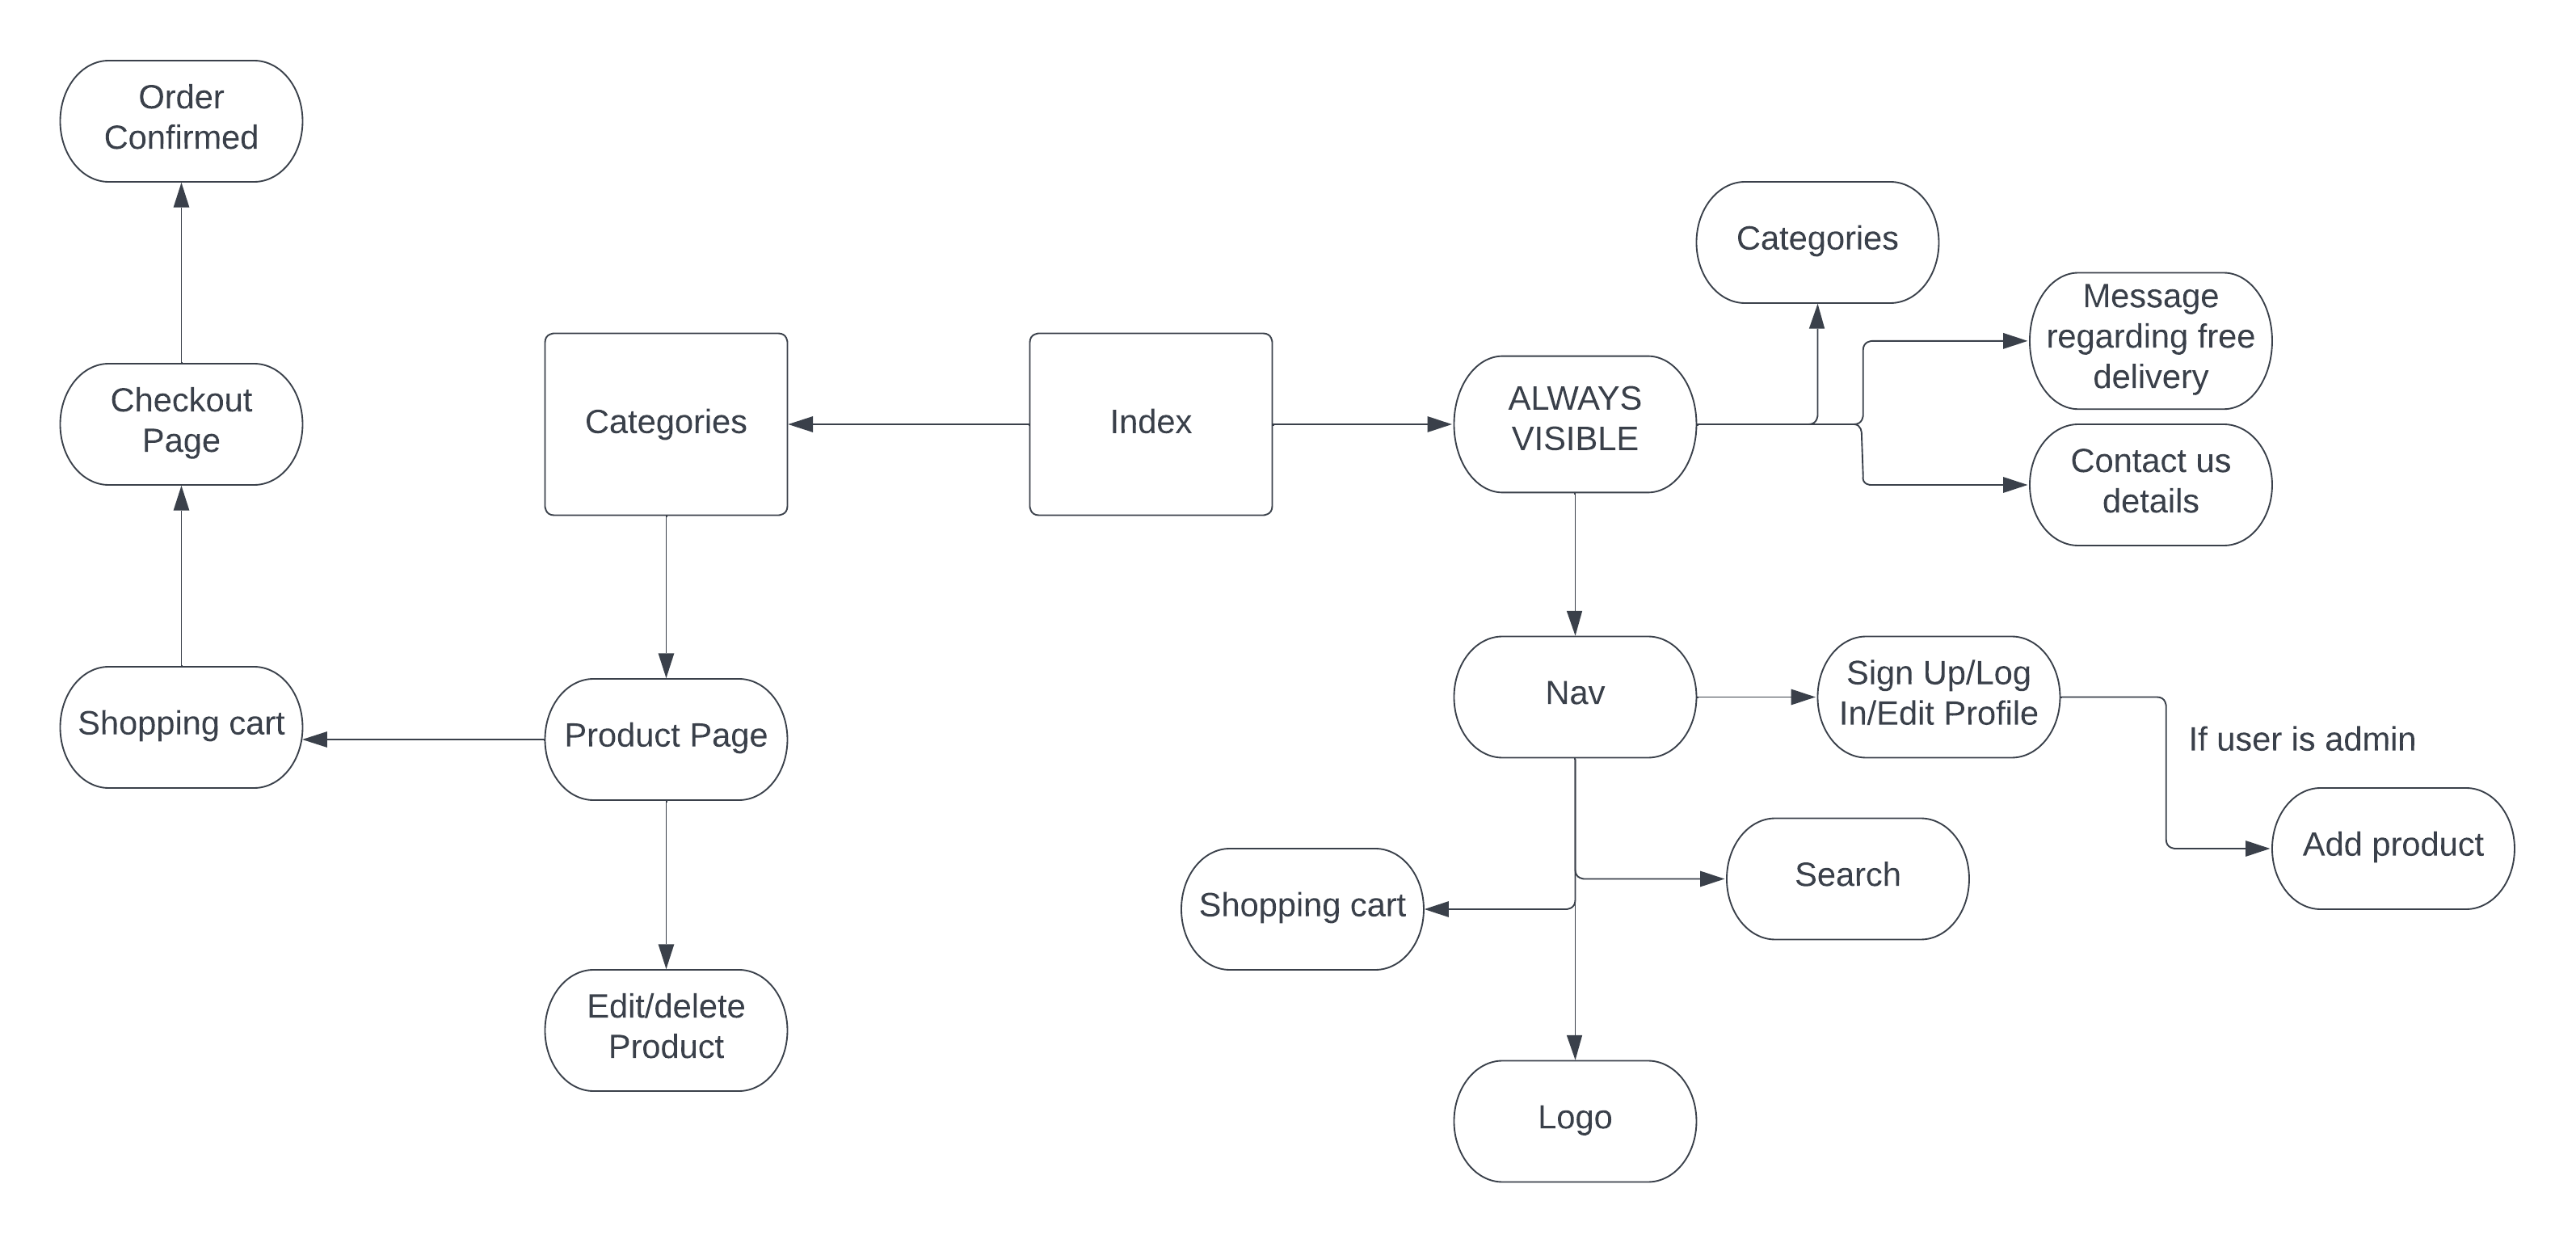 Order
Confirmed
Categories
Message
regarding free
delivery
Checkout
Page
Categories
Index
ALWAYS
VISIBLE
Contact us
details
Shopping cart
Product Page
Nav
Sign Up/Log
In/Edit Profile
If user is admin
Add product
Search
Shopping cart
Edit/delete
Product
Logo